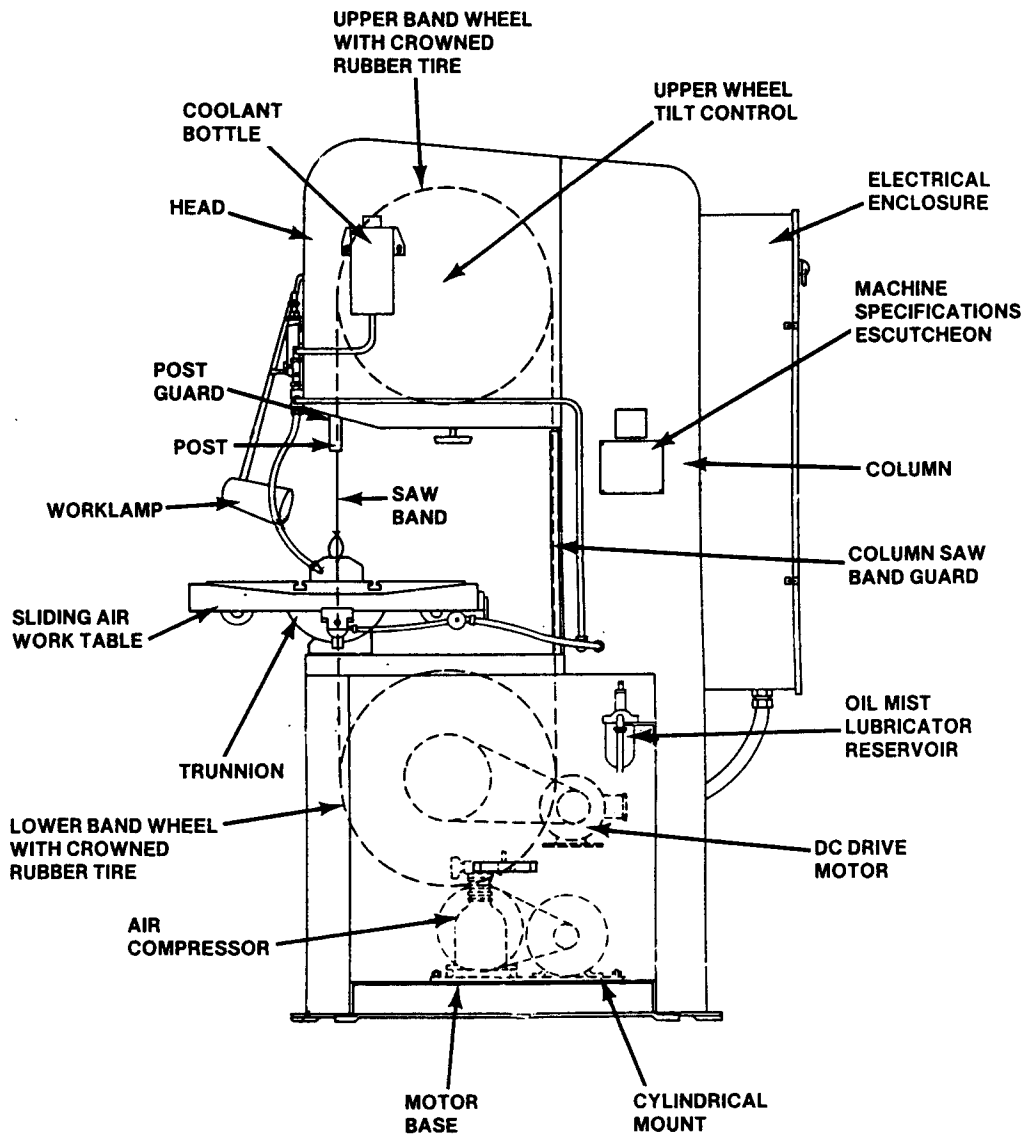 UPPER BAND WHEEL
WITH CROWNED
RUBBER TIRE
COOLANT
BOTTLE
UPPER WHEEL
TILT CONTROL
HEAD
ELECTRICAL
ENCLOSURE
MACHINE
SPECIFICATIONS
ESCUTCHEON
POST
GUARD
POST
COLUMN
WORKLAMP
SAW
BAND
COLUMN SAW
BAND GUARD
SLIDING AIR
WORK TABLE
OIL MIST
LUBRICATOR
RESERVOIR
TRUNNION
LOWER BAND WHEEL
WITH CROWNED
RUBBER TIRE
DC DRIVE
MOTOR
AIR
COMPRESSOR
MOTOR
BASE
CYLINDRICAL
MOUNT